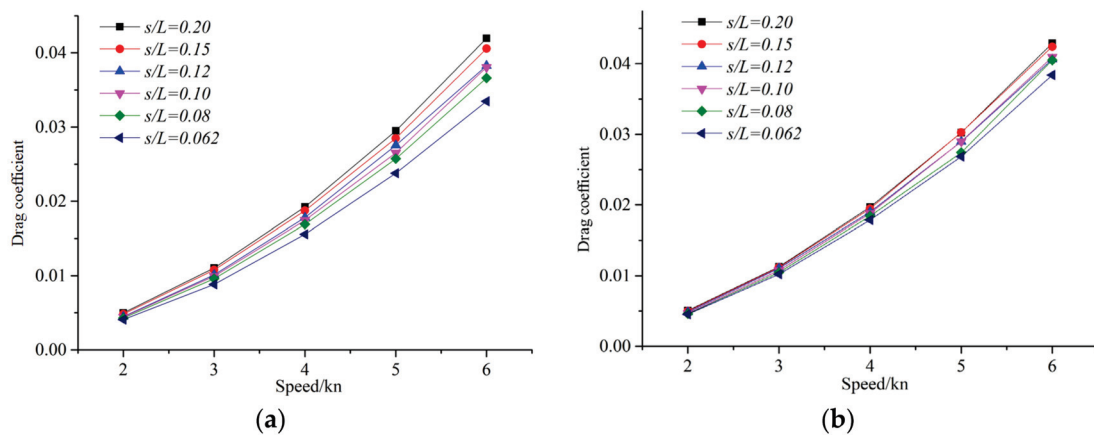 s/L=0.20
s/L=0.15
s/L=0.12
s/L=0.10
s/L=0.08
s/L=0.062
0.04
0.03
0.02
0.01
0.00
Drag coefficient
2 3 4 5 6
Speed/kn
(a)
s/L=0.20
s/L=0.15
s/L=0.12
s/L=0.10
s/L=0.08
s/L=0.062
0.04
0.03
0.02
0.01
0.00
Drag coefficient
2 3 4 5 6
Speed/kn
(b)